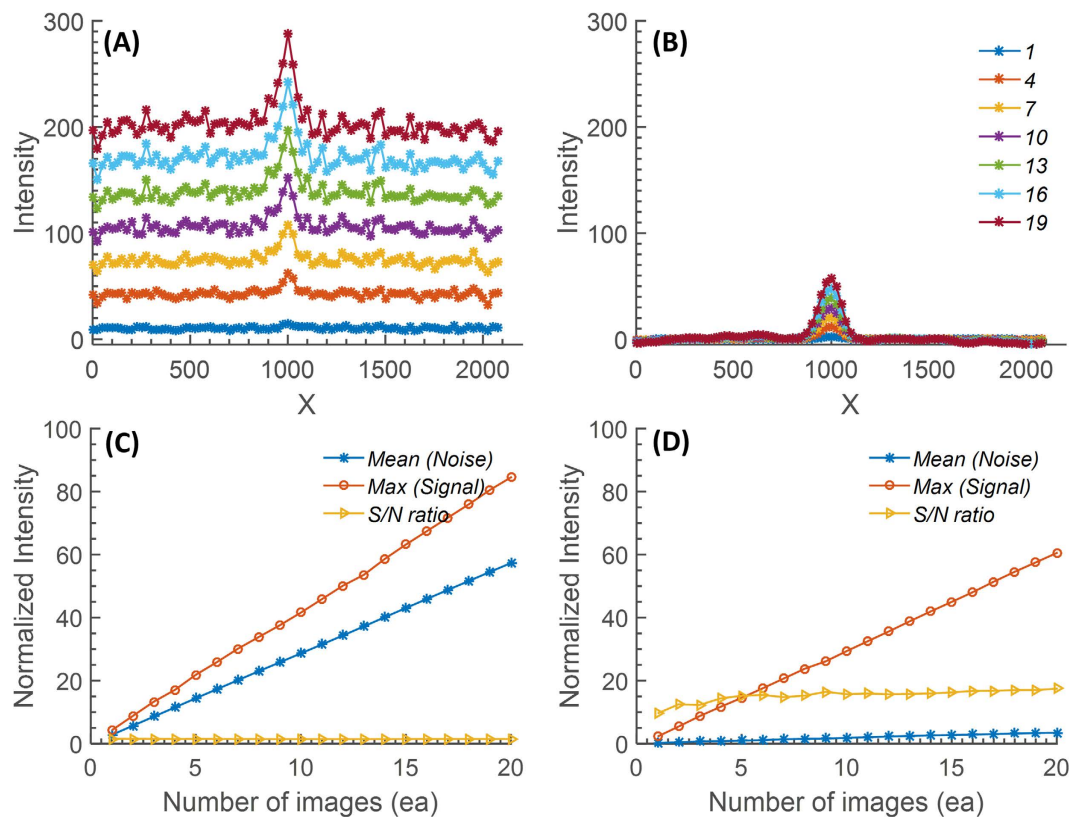 (A)
300
200
100
0
Intensity
0 500 1000 1500 2000
X
(B)
300
200
100
0
Intensity
0 500 1000 1500 2000
X
1
4
7
10
13
16
19
(C)
100
80
60
40
20
0
Normalized Intensity
0 5 10 15 20
Number of images (ea)
Mean (Noise)
Max (Signal)
S/N ratio
(D)
100
80
60
40
20
0
Normalized Intensity
0 5 10 15 20
Number of images (ea)
Mean (Noise)
Max (Signal)
S/N ratio